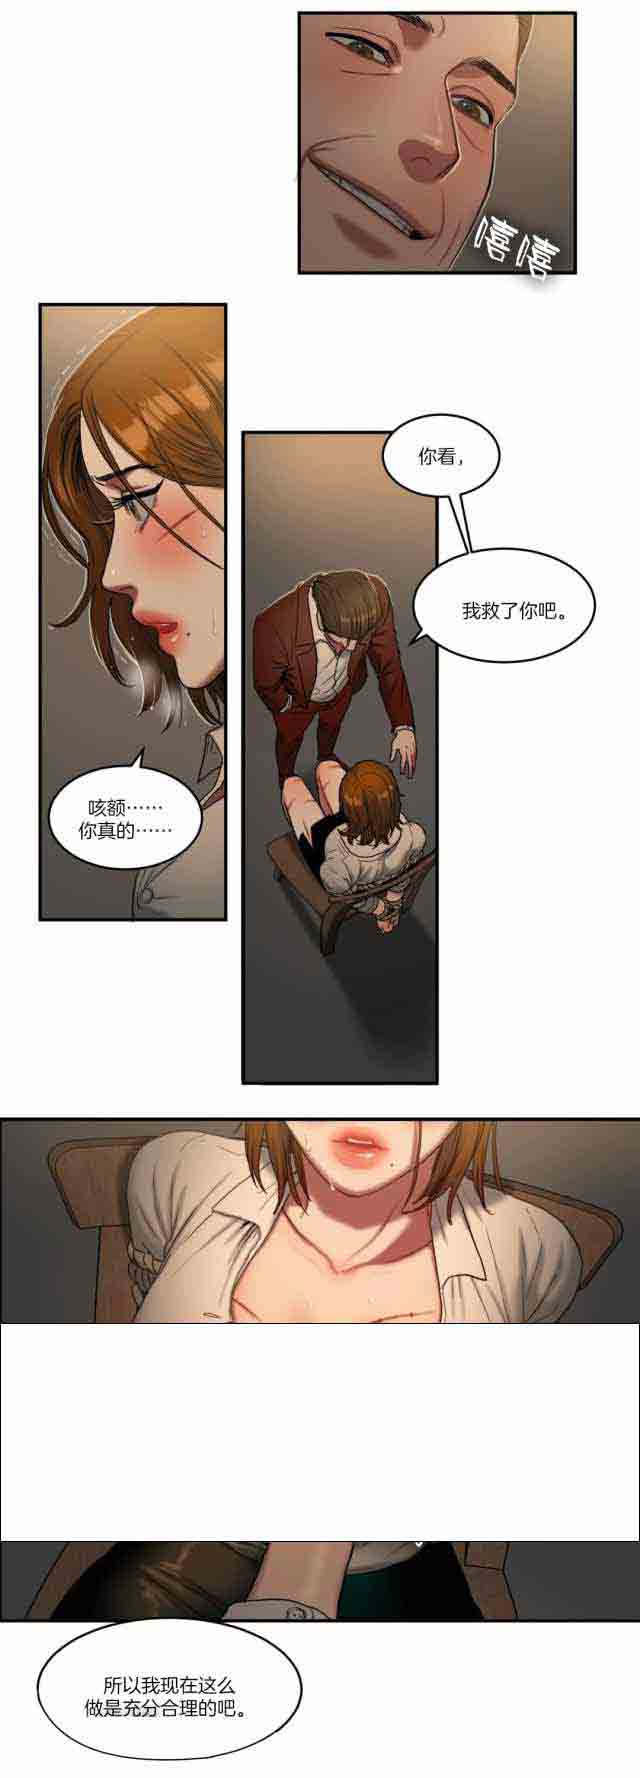 嘻嘻
你看，
我救了你吧。
咳额……
你真的……
所以我现在这么
做是充分合理的吧。